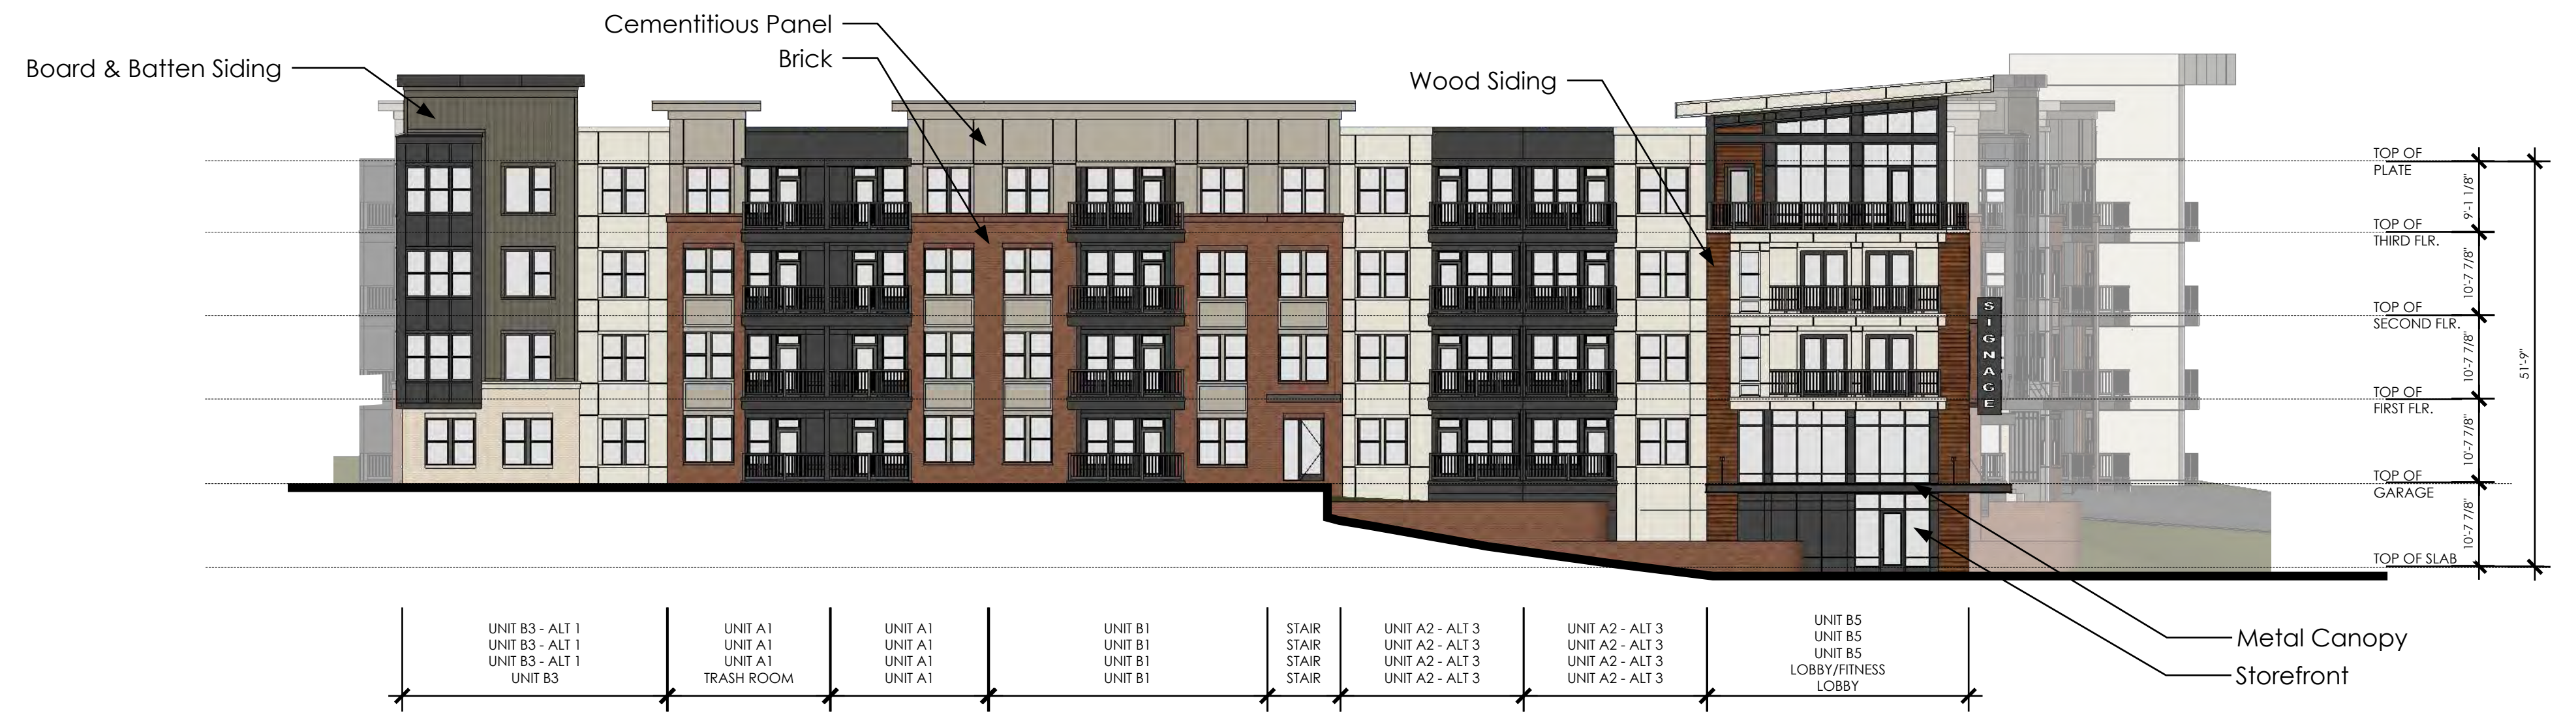 Cementitious Panel
Brick
Board & Batten Siding
Wood Siding
TOP OF
PLATE
9'-1 1/8"
TOP OF
THIRD FLR.
10'-7 7/8"
TOP OF
SECOND FLR.
10'-7 7/8"
TOP OF
FIRST FLR.
10'-7 7/8"
TOP OF
GARAGE
10'-7 7/8"
TOP OF SLAB
51'-9"
SIGNAGE
UNIT B3 - ALT 1
UNIT B3 - ALT 1
UNIT B3 - ALT 1
UNIT B3
UNIT A1
UNIT A1
UNIT A1
TRASH ROOM
UNIT A1
UNIT A1
UNIT A1
UNIT A1
UNIT B1
UNIT B1
UNIT B1
UNIT B1
STAIR
STAIR
STAIR
STAIR
UNIT A2 - ALT 3
UNIT A2 - ALT 3
UNIT A2 - ALT 3
UNIT A2 - ALT 3
UNIT A2 - ALT 3
UNIT A2 - ALT 3
UNIT A2 - ALT 3
UNIT A2 - ALT 3
UNIT B5
UNIT B5
UNIT B5
LOBBY/FITNESS
LOBBY
Metal Canopy
Storefront